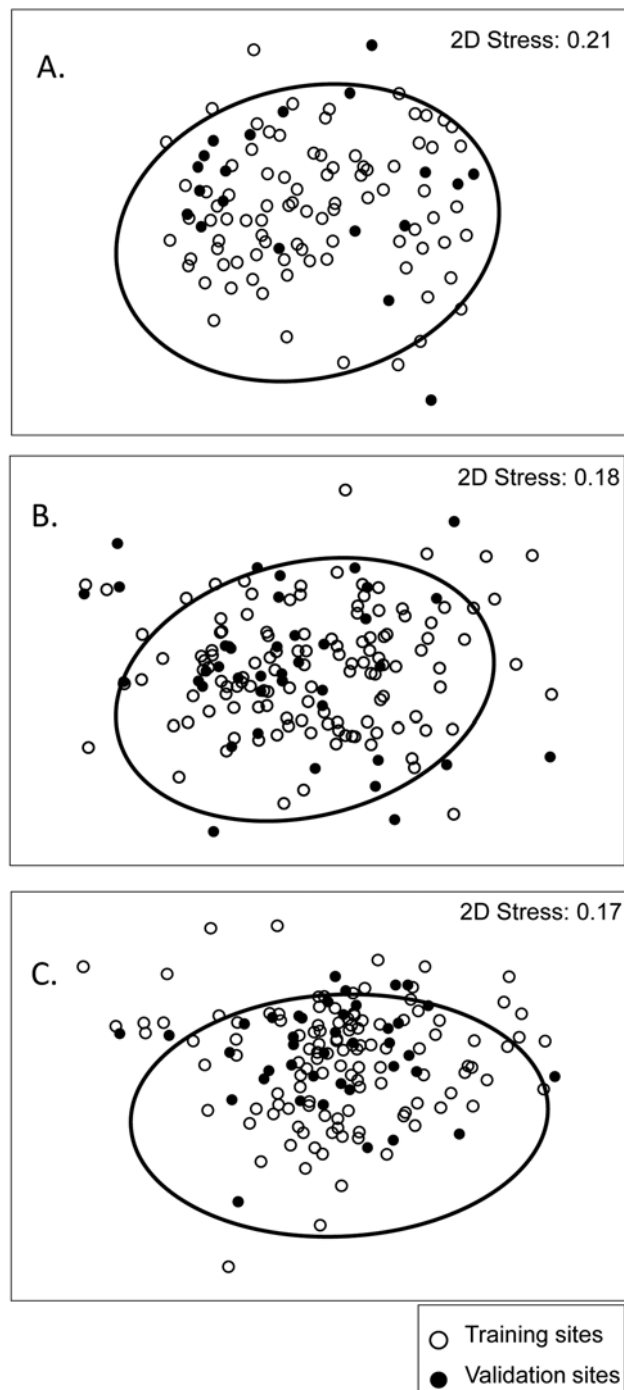 2D Stress: 0.21
A.
2D Stress: 0.18
B.
2D Stress: 0.17
C.
Training sites
Validation sites